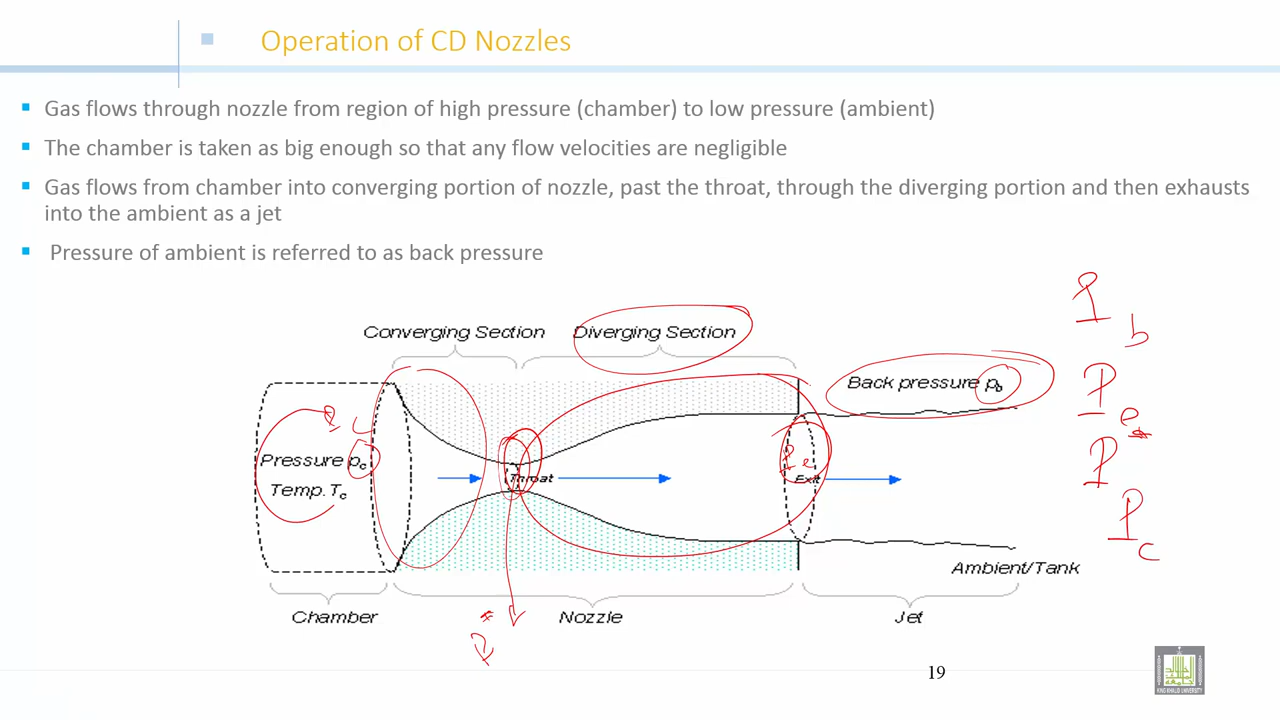 Operation of CD Nozzles
Gas flows through nozzle from region of high pressure (chamber) to low pressure (ambient)
The chamber is taken as big enough so that any flow velocities are negligible
Gas flows from chamber into converging portion of nozzle, past the throat, through the diverging portion and then exhausts
into the ambient as a jet
Pressure of ambient is referred to as back pressure
P b
Converging Section
Diverging Section
Back pressure pb
P e
P c
Pressure pc
P e
P *
Throat
Exit
Temp. Tc
P c
Ambient/Tank
Chamber
Nozzle
Jet
P *
19
KING KHALID UNIVERSITY